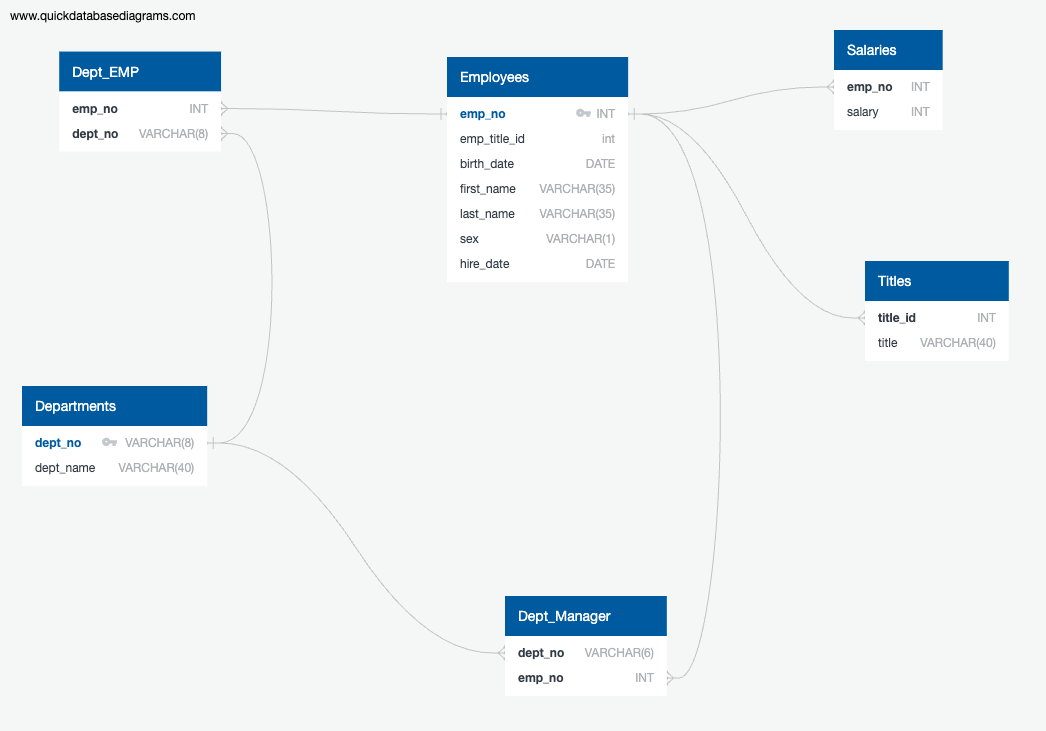 www.quickdatabasediagrams.com
Dept_EMP
emp_no INT
dept_no VARCHAR(8)
Employees
emp_no INT
emp_title_id int
birth_date DATE
first_name VARCHAR(35)
last_name VARCHAR(35)
sex VARCHAR(1)
hire_date DATE
Salaries
emp_no INT
salary INT
Titles
title_id INT
title VARCHAR(40)
Departments
dept_no VARCHAR(8)
dept_name VARCHAR(40)
Dept_Manager
dept_no VARCHAR(6)
emp_no INT